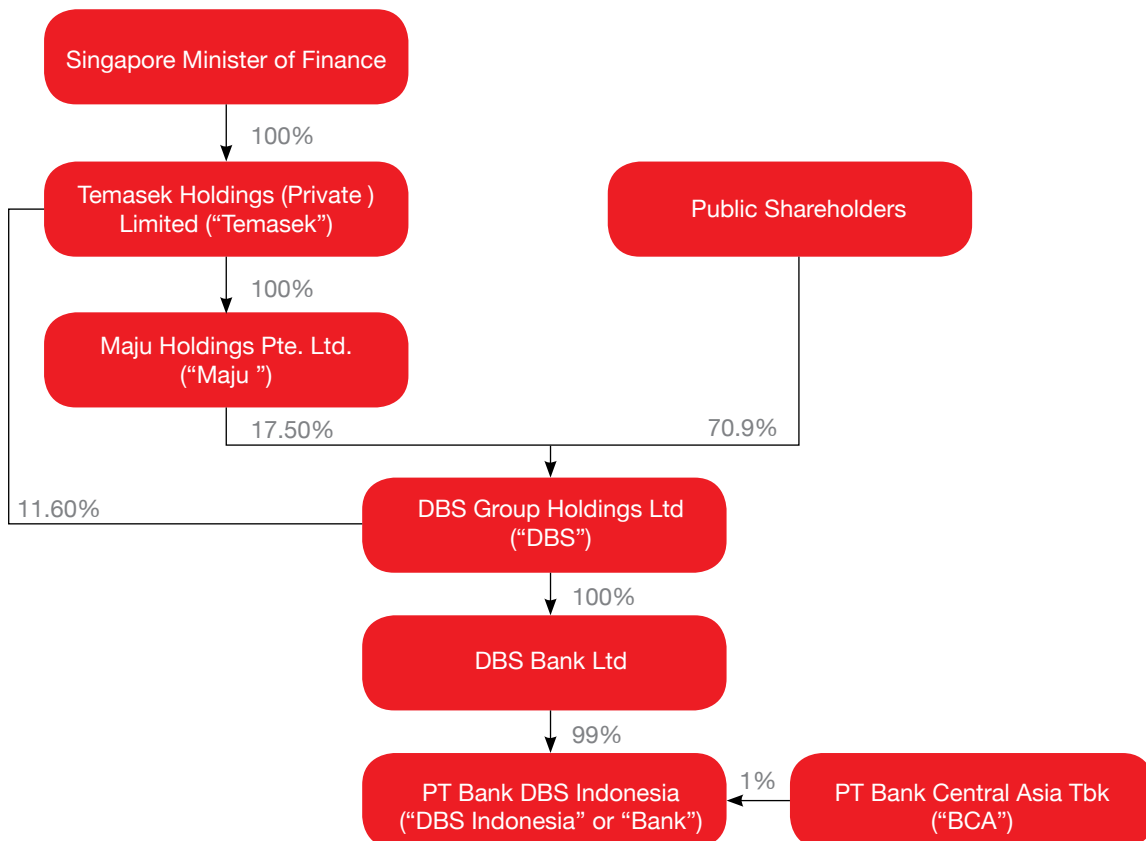 Singapore Minister of Finance
100%
Temasek Holdings (Private )
Limited (“Temasek”)
Public Shareholders
100%
Maju Holdings Pte. Ltd.
(“Maju ”)
17.50%
70.9%
11.60%
DBS Group Holdings Ltd
(“DBS”)
100%
DBS Bank Ltd
99%
PT Bank DBS Indonesia
(“DBS Indonesia” or “Bank”)
1%
PT Bank Central Asia Tbk
(“BCA”)